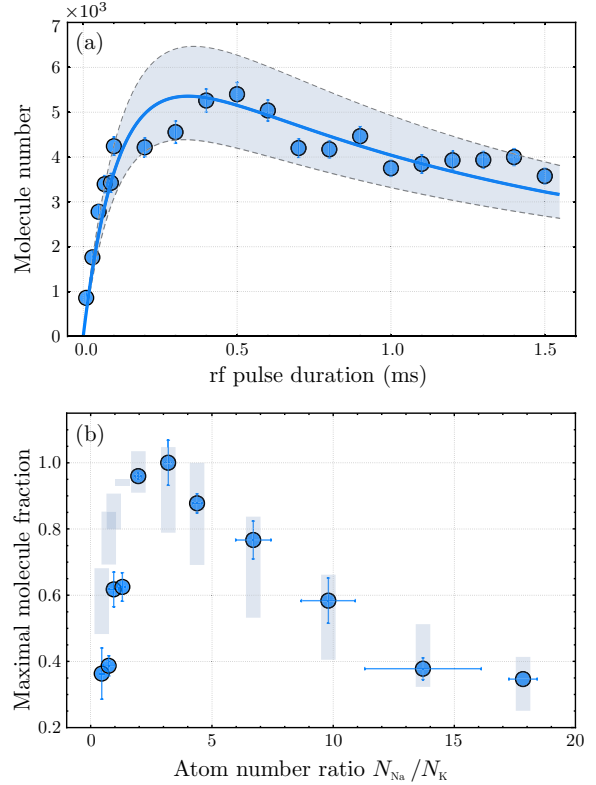 ×10³
(a)
7
6
5
4
3
2
1
0
Molecule number
0.0 0.5 1.0 1.5
rf pulse duration (ms)
(b)
1.0
0.8
0.6
0.4
0.2
Maximal molecule fraction
0 5 10 15 20
Atom number ratio N_Na/N_K